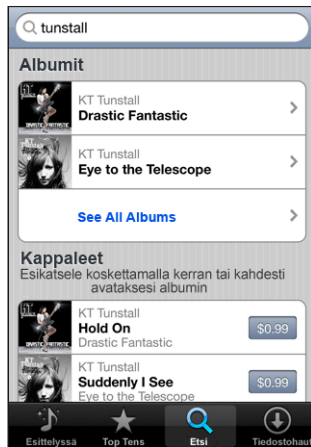 tunstall
Albumit
KT Tunstall
Drastic Fantastic
KT Tunstall
Eye to the Telescope
See All Albums
Kappaleet
Esikatsele koskettamalla kerran tai kahdesti
avataksesi albumin
KT Tunstall
Hold On
Drastic Fantastic
$0.99
KT Tunstall
Suddenly I See
Eye to the Telescope
$0.99
Esittelyssä
Top Tens
Etsi
Tiedostohaut